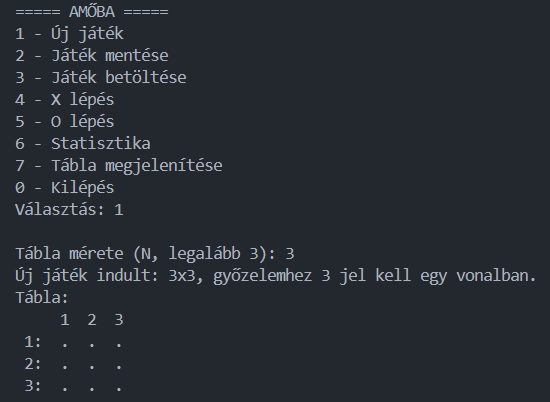 ===== AMŐBA =====
1 - Új játék
2 - Játék mentése
3 - Játék betöltése
4 - X lépés
5 - O lépés
6 - Statisztika
7 - Tábla megjelenítése
0 - Kilépés
Választás: 1

Tábla mérete (N, legalább 3): 3
Új játék indult: 3x3, győzelemhez 3 jel kell egy vonalban.
Tábla:
     1  2  3
 1:  .  .  .
 2:  .  .  .
 3:  .  .  .